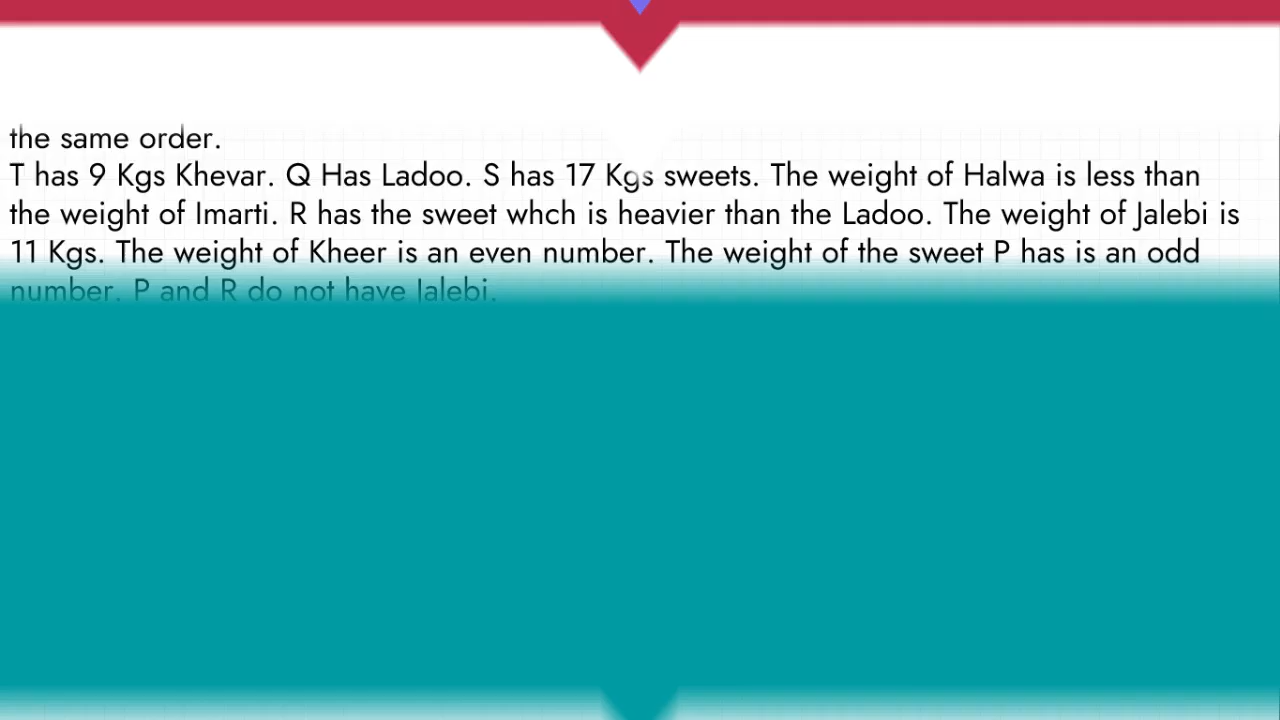 the same order.
T has 9 Kgs Khevar. Q Has Ladoo. S has 17 Kgs sweets. The weight of Halwa is less than
the weight of Imarti. R has the sweet whch is heavier than the Ladoo. The weight of Jalebi is
11 Kgs. The weight of Kheer is an even number. The weight of the sweet P has is an odd
number. P and R do not have Jalebi.